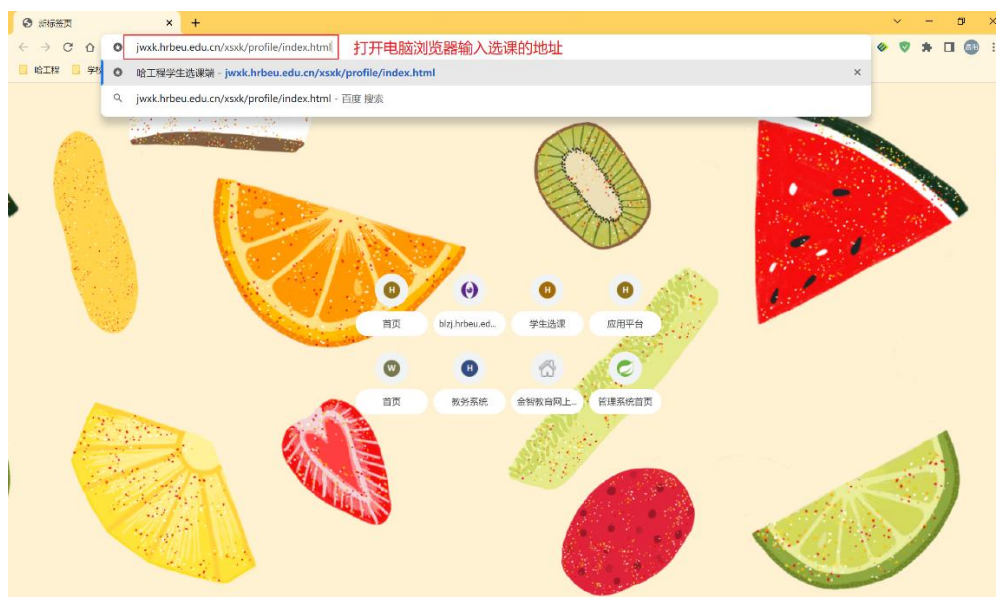 新标签页
jwxk.hrbeu.edu.cn/xsxk/profile/index.html
打开电脑浏览器输入选课的地址
哈工程
学校
哈工程学生选课端 - jwxk.hrbeu.edu.cn/xsxk/profile/index.html
jwxk.hrbeu.edu.cn/xsxk/profile/index.html - 百度 搜索
H
H
H
首页
blzj.hrbeu.ed...
学生选课
应用平台
W
H
首页
教务系统
金智教育网上...
管理系统首页